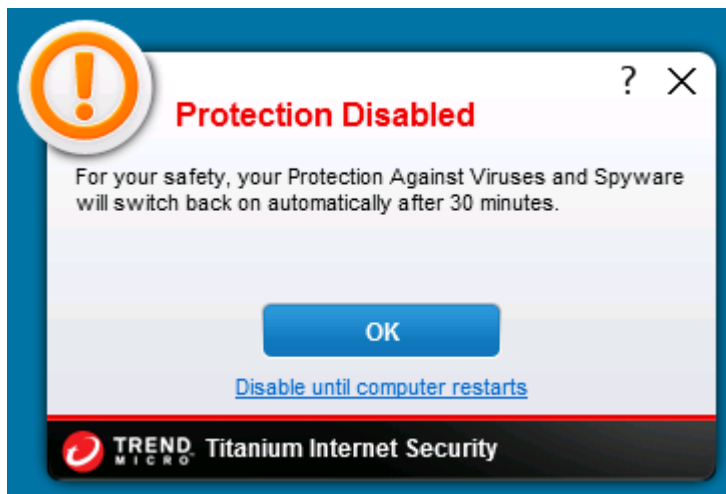 ? X
Protection Disabled
For your safety, your Protection Against Viruses and Spyware
will switch back on automatically after 30 minutes.
OK
Disable until computer restarts
TREND MICRO Titanium Internet Security